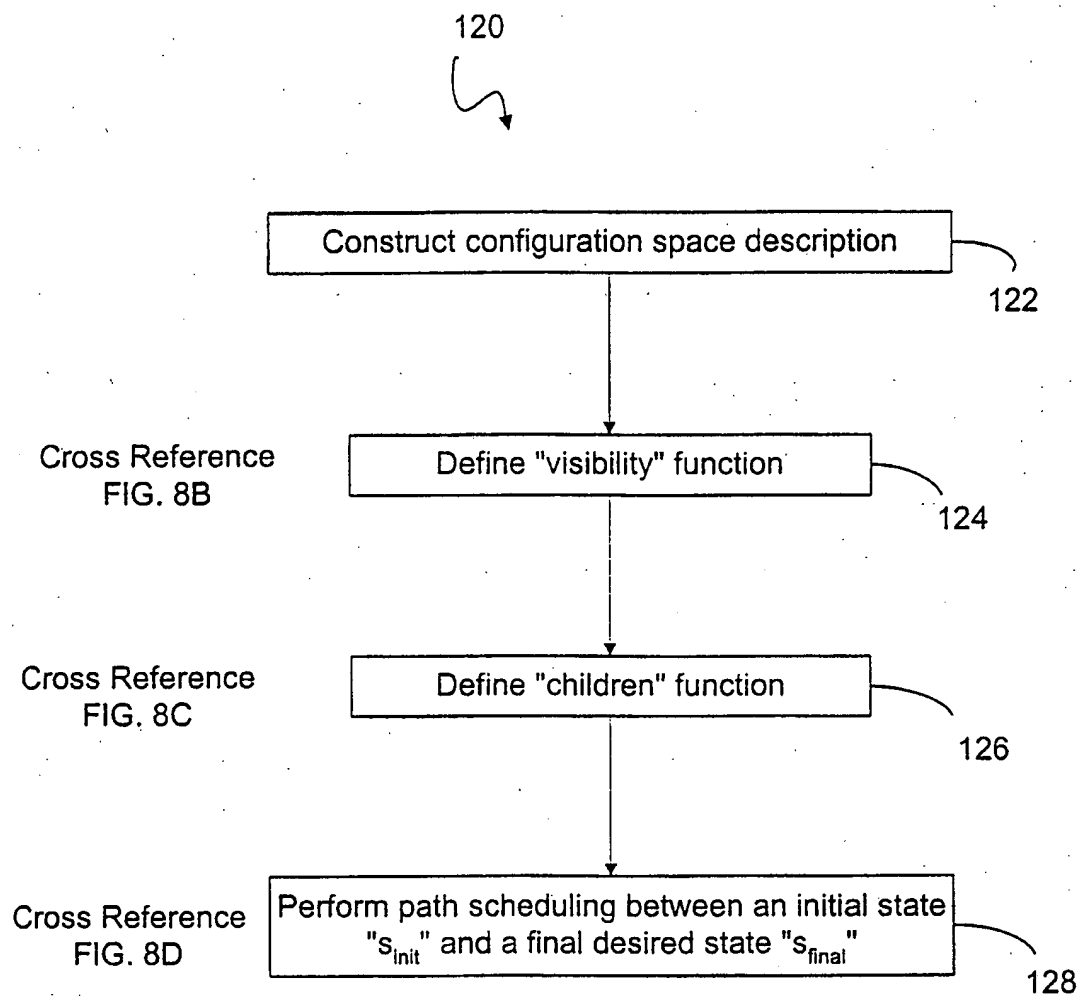 120
Construct configuration space description
122
Cross Reference
FIG. 8B
Define "visibility" function
124
Cross Reference
FIG. 8C
Define "children" function
126
Cross Reference
FIG. 8D
Perform path scheduling between an initial state
"s_init" and a final desired state "s_final"
128